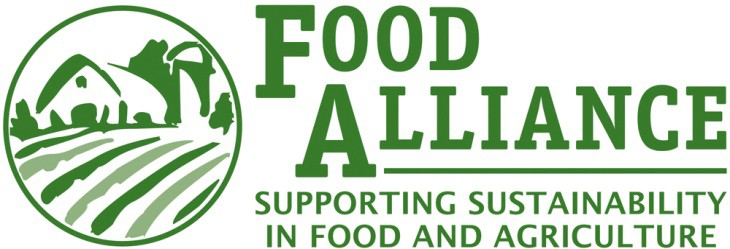 FOOD
ALLIANCE
SUPPORTING SUSTAINABILITY
IN FOOD AND AGRICULTURE